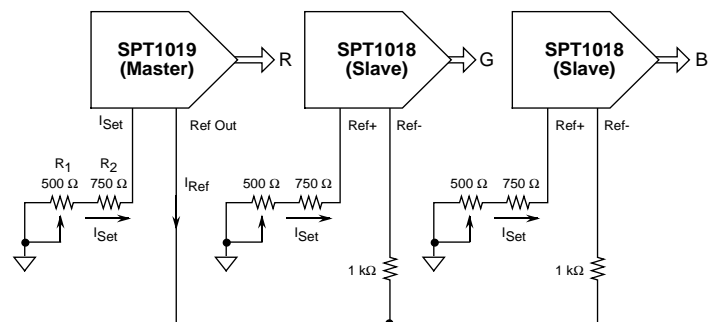 SPT1019
(Master)
R
SPT1018
(Slave)
G
SPT1018
(Slave)
B
ISet
Ref Out
Ref+
Ref-
Ref+
Ref-
R1
R2
500 Ω
750 Ω
IRef
500 Ω
750 Ω
500 Ω
750 Ω
ISet
ISet
ISet
1 kΩ
1 kΩ